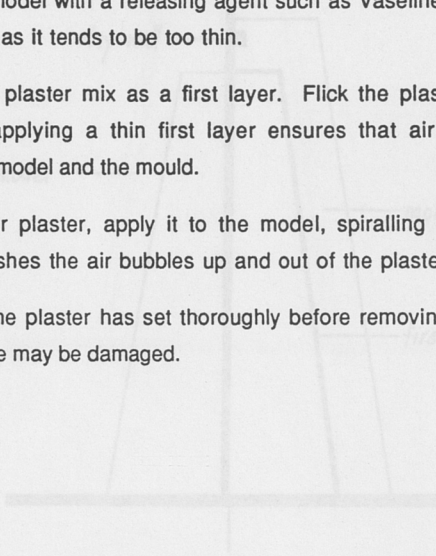 model with a releasing agent such as Vaseline
as it tends to be too thin.
plaster mix as a first layer. Flick the plas
applying a thin first layer ensures that air
model and the mould.
r plaster, apply it to the model, spiralling
shes the air bubbles up and out of the plaste
he plaster has set thoroughly before removin
e may be damaged.